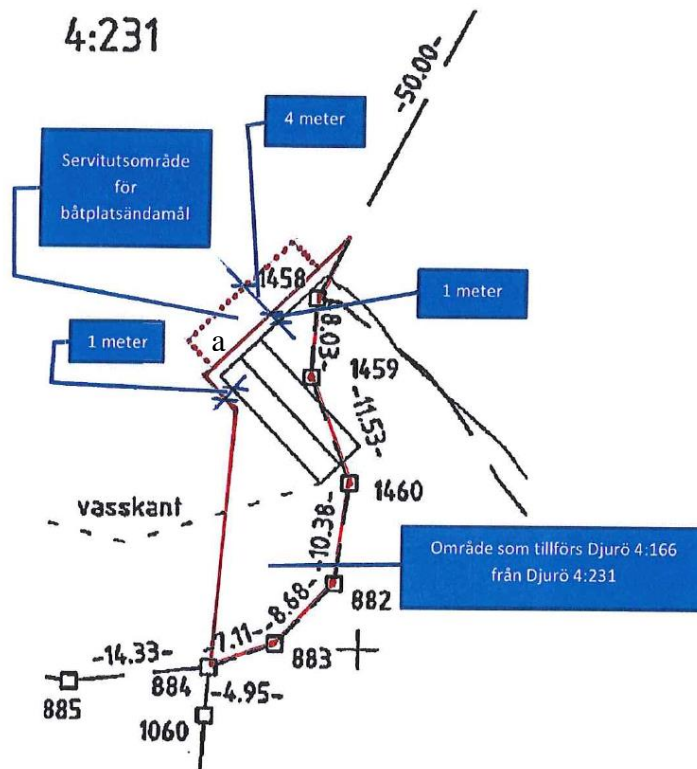 4:231
-50.00-
4 meter
Servitutsområde
för
båtplatsändamål
1458
1 meter
a
1 meter
8.03-
1459
-11.53-
1460
vasskant
-10.38-
Område som tillförs Djurö 4:166
från Djurö 4:231
882
-8.68-
-7.11-
883
-14.33-
884
-4.95-
885
1060